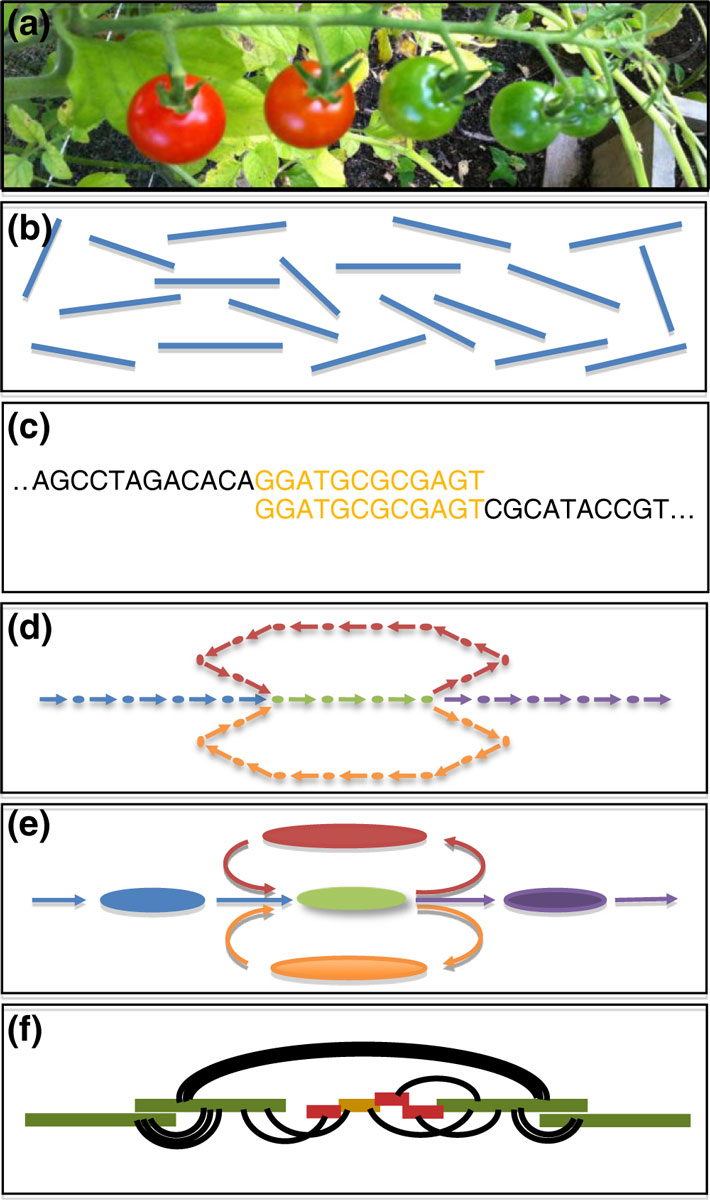 (a)
(b)
(c)
..AGCCTAGACACAGGATGCGCGAGT
GGATGCGCGAGTCGCATACCGT...
(d)
(e)
(f)